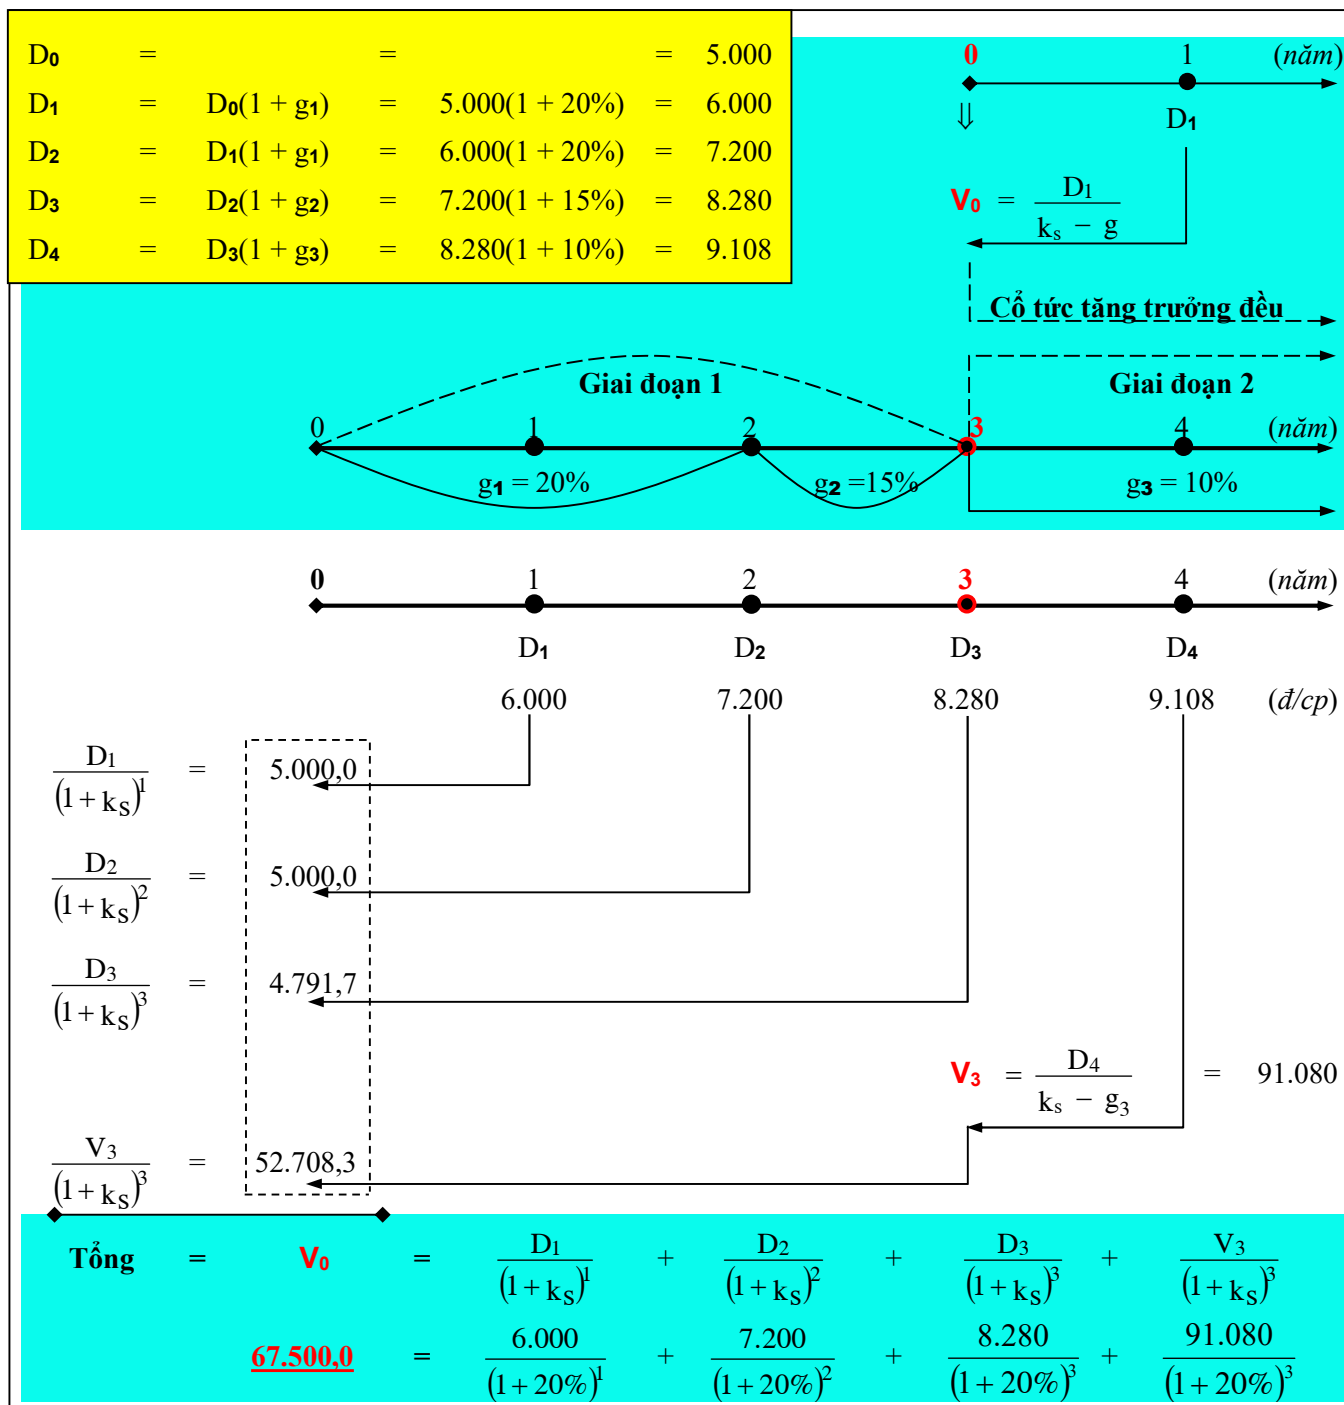 D0 = = = 5.000
D1 = D0(1 + g1) = 5.000(1 + 20%) = 6.000
D2 = D1(1 + g1) = 6.000(1 + 20%) = 7.200
D3 = D2(1 + g2) = 7.200(1 + 15%) = 8.280
D4 = D3(1 + g3) = 8.280(1 + 10%) = 9.108
0 1 (năm)
⇓ D1
V0 = D1 / (ks − g)
Cổ tức tăng trưởng đều
Giai đoạn 1 Giai đoạn 2
0 1 2 3 4 (năm)
g1 = 20% g2 =15% g3 = 10%
0 1 2 3 4 (năm)
D1 D2 D3 D4
6.000 7.200 8.280 9.108 (đ/cp)
D1 / (1 + kS)^1 = 5.000,0
D2 / (1 + kS)^2 = 5.000,0
D3 / (1 + kS)^3 = 4.791,7
V3 = D4 / (ks − g3) = 91.080
V3 / (1 + kS)^3 = 52.708,3
Tổng = V0 = D1 / (1 + kS)^1 + D2 / (1 + kS)^2 + D3 / (1 + kS)^3 + V3 / (1 + kS)^3
67.500,0 = 6.000 / (1 + 20%)^1 + 7.200 / (1 + 20%)^2 + 8.280 / (1 + 20%)^3 + 91.080 / (1 + 20%)^3